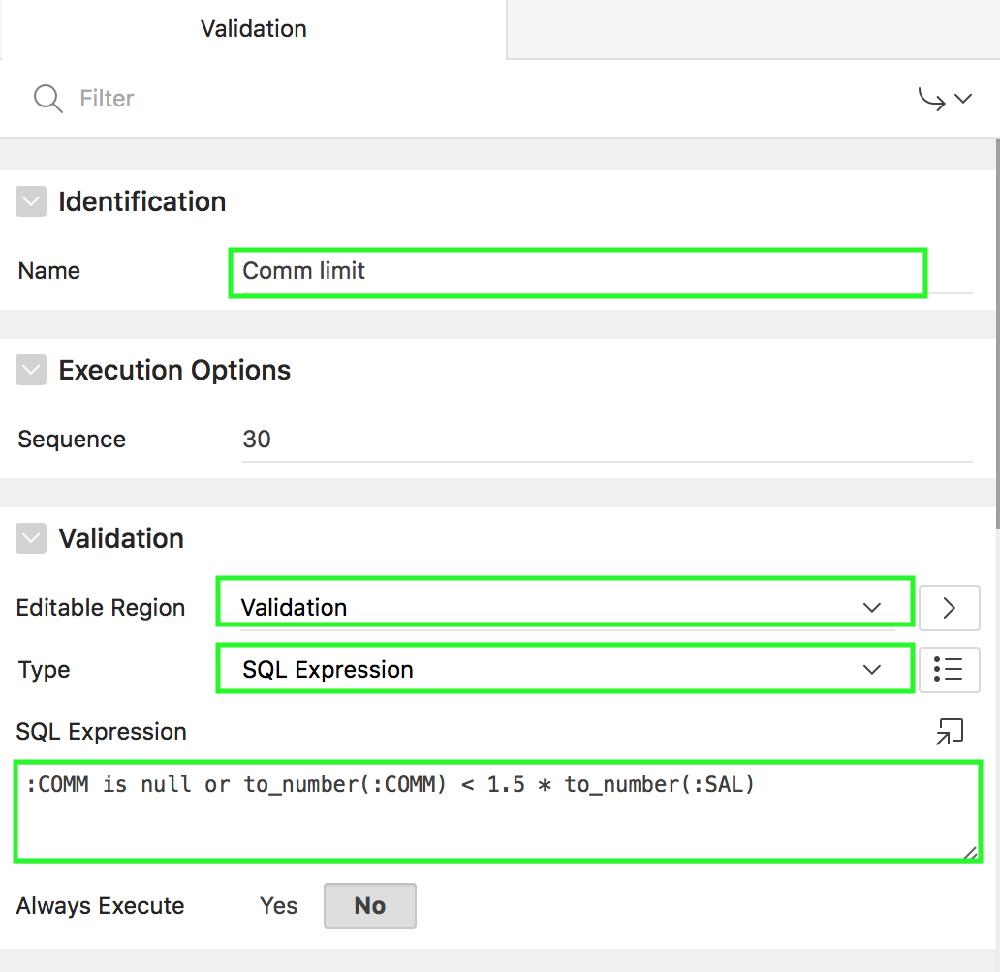 Validation
Filter
Identification
Name Comm limit
Execution Options
Sequence 30
Validation
Editable Region Validation
Type SQL Expression
SQL Expression
:COMM is null or to_number(:COMM) < 1.5 * to_number(:SAL)
Always Execute Yes No